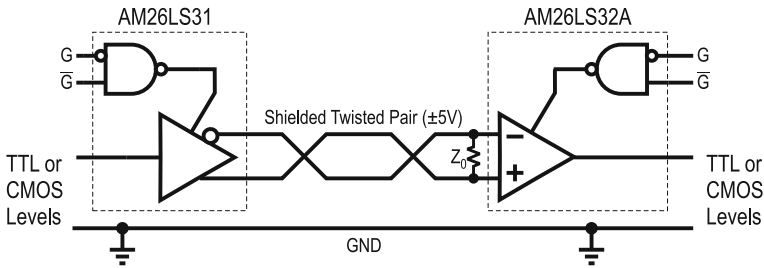 AM26LS31
AM26LS32A
G
G̅
G
G̅
Shielded Twisted Pair (±5V)
Z₀
−
+
TTL or
CMOS
Levels
TTL or
CMOS
Levels
GND